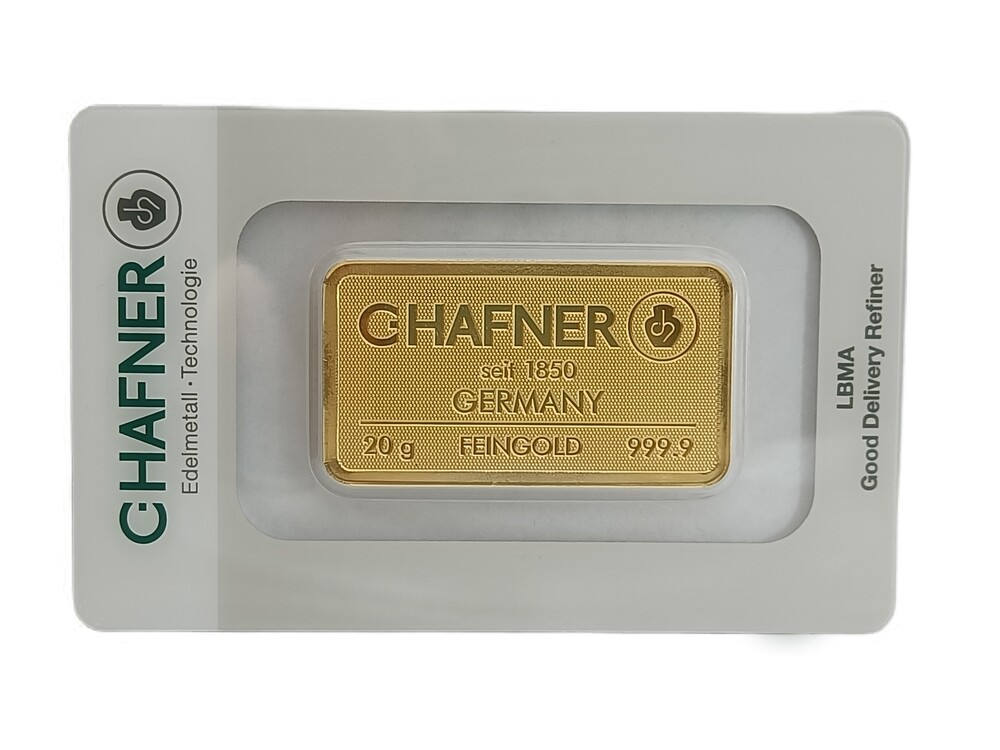 C·HAFNER
Edelmetall · Technologie
C·HAFNER
seit 1850
GERMANY
20 g FEINGOLD 999.9
LBMA
Good Delivery Refiner